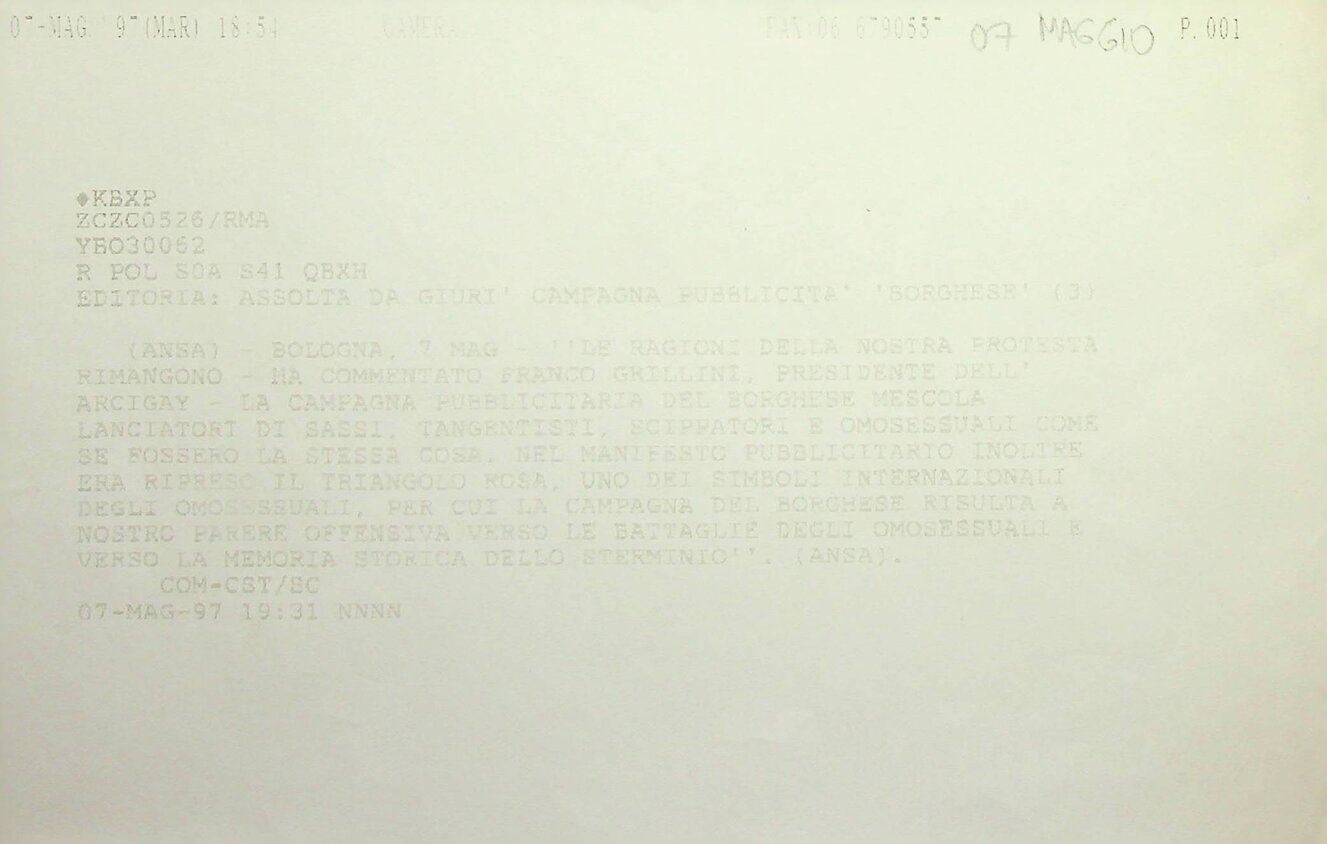 07-MAG. '97(MAR) 18:54 CAMERA FAX:06 6790557 07 MAGGIO P. 001
♦KBXP
ZCZC0526/RMA
YBO30062
R POL S0A S41 QBXH
EDITORIA: ASSOLTA DA GIURI' CAMPAGNA PUBBLICITA' 'BORGHESE' (3)
(ANSA) - BOLOGNA, 7 MAG - ''LE RAGIONI DELLA NOSTRA PROTESTA
RIMANGONO - HA COMMENTATO FRANCO GRILLINI, PRESIDENTE DELL'
ARCIGAY - LA CAMPAGNA PUBBLICITARIA DEL BORGHESE MESCOLA
LANCIATORI DI SASSI, TANGENTISTI, SCIPPATORI E OMOSESSUALI COME
SE FOSSERO LA STESSA COSA. NEL MANIFESTO PUBBLICITARIO INOLTRE
ERA RIPRESO IL TRIANGOLO ROSA, UNO DEI SIMBOLI INTERNAZIONALI
DEGLI OMOSESSUALI, PER CUI LA CAMPAGNA DEL BORGHESE RISULTA A
NOSTRO PARERE OFFENSIVA VERSO LE BATTAGLIE DEGLI OMOSESSUALI E
VERSO LA MEMORIA STORICA DELLO STERMINIO''. (ANSA).
COM-CST/SC
07-MAG-97 19:31 NNNN